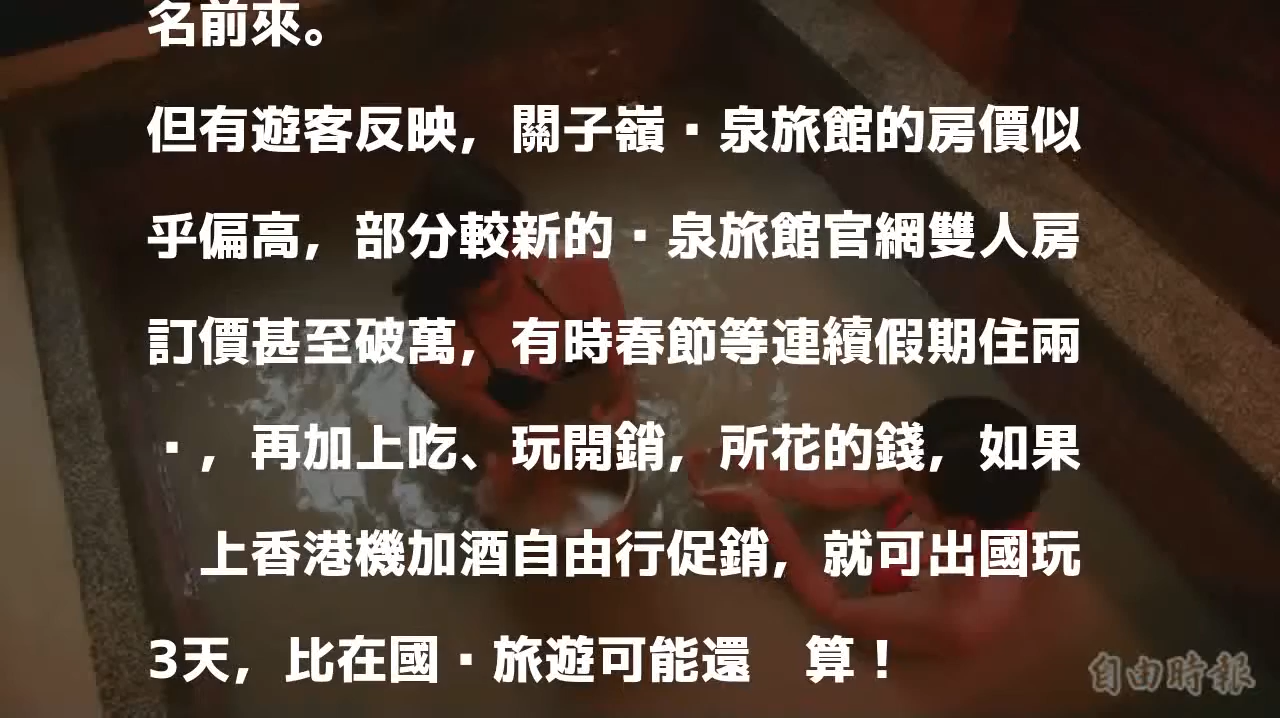 名前來。
但有遊客反映，關子嶺·泉旅館的房價似
乎偏高，部分較新的·泉旅館官網雙人房
訂價甚至破萬，有時春節等連續假期住兩
·，再加上吃、玩開銷，所花的錢，如果
上香港機加酒自由行促銷，就可出國玩
3天，比在國·旅遊可能還　算！
自由時報